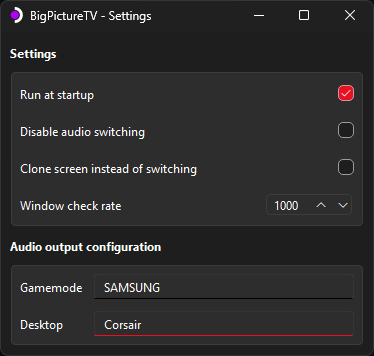 BigPictureTV - Settings
Settings
Run at startup
Disable audio switching
Clone screen instead of switching
Window check rate 1000
Audio output configuration
Gamemode SAMSUNG
Desktop Corsair